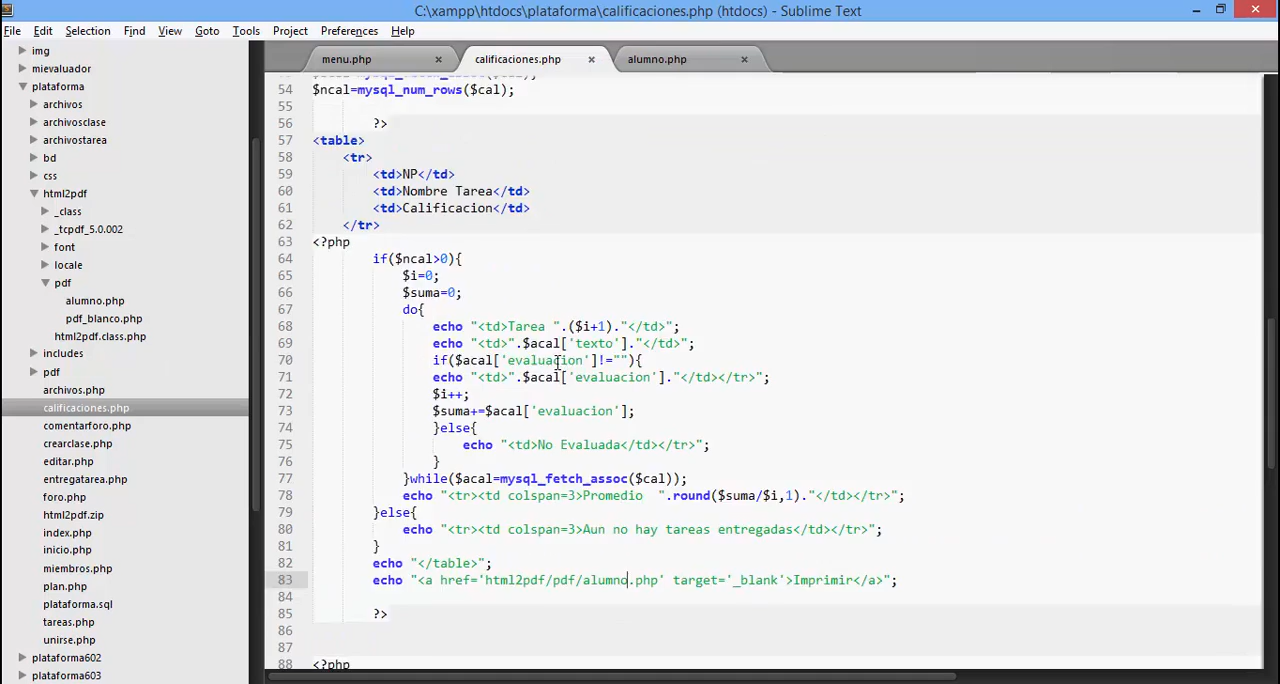 C:\xampp\htdocs\plataforma\calificaciones.php (htdocs) - Sublime Text
File Edit Selection Find View Goto Tools Project Preferences Help
img
mievaluador
plataforma
archivos
archivosclase
archivostarea
bd
css
html2pdf
_class
_tcpdf_5.0.002
font
locale
pdf
alumno.php
pdf_blanco.php
html2pdf.class.php
includes
pdf
archivos.php
calificaciones.php
comentarforo.php
crearclase.php
editar.php
entregatarea.php
foro.php
html2pdf.zip
index.php
inicio.php
miembros.php
plan.php
plataforma.sql
tareas.php
unirse.php
plataforma602
plataforma603
menu.php × calificaciones.php × alumno.php ×
54 $ncal=mysql_num_rows($cal);
55
56 ?>
57 <table>
58 <tr>
59 <td>NP</td>
60 <td>Nombre Tarea</td>
61 <td>Calificacion</td>
62 </tr>
63 <?php
64 if($ncal>0){
65 $i=0;
66 $suma=0;
67 do{
68 echo "<td>Tarea ".($i+1)."</td>";
69 echo "<td>".$acal['texto']."</td>";
70 if($acal['evaluacion']!=""){
71 echo "<td>".$acal['evaluacion']."</td></tr>";
72 $i++;
73 $suma+=$acal['evaluacion'];
74 }else{
75 echo "<td>No Evaluada</td></tr>";
76 }
77 }while($acal=mysql_fetch_assoc($cal));
78 echo "<tr><td colspan=3>Promedio  ".round($suma/$i,1)."</td></tr>";
79 }else{
80 echo "<tr><td colspan=3>Aun no hay tareas entregadas</td></tr>";
81 }
82 echo "</table>";
83 echo "<a href='html2pdf/pdf/alumno.php' target='_blank'>Imprimir</a>";
84
85 ?>
86
87
88 <?php